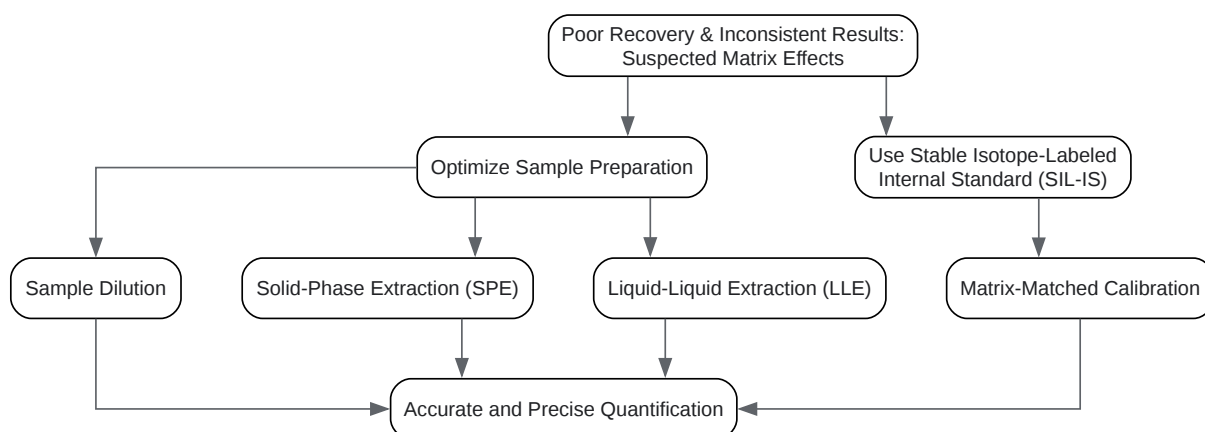 Poor Recovery & Inconsistent Results:
Suspected Matrix Effects
Optimize Sample Preparation
Use Stable Isotope-Labeled
Internal Standard (SIL-IS)
Sample Dilution
Solid-Phase Extraction (SPE)
Liquid-Liquid Extraction (LLE)
Matrix-Matched Calibration
Accurate and Precise Quantification